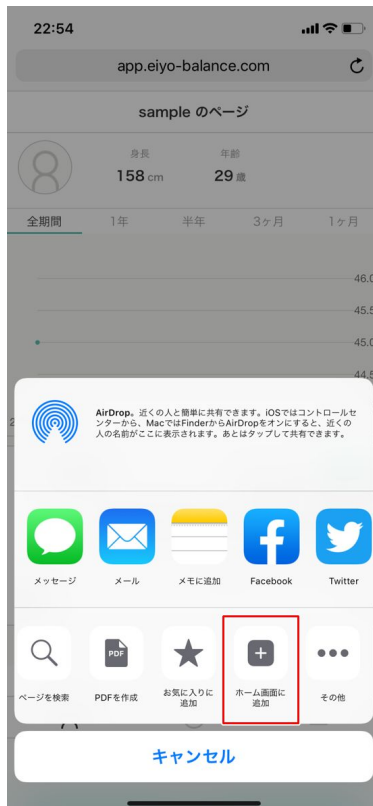 22:54
app.eiyo-balance.com
sample のページ
身長
年齢
158 cm
29 歳
全期間
1年
半年
3ヶ月
1ヶ月
46.0
45.5
45.0
44.5
AirDrop。近くの人と簡単に共有できます。iOSではコントロールセ
ンターから、MacではFinderからAirDropをオンにすると、近くの
人の名前がここに表示されます。あとはタップして共有できます。
メッセージ
メール
メモに追加
Facebook
Twitter
PDF
ページを検索
PDFを作成
お気に入りに
追加
ホーム画面に
追加
その他
キャンセル